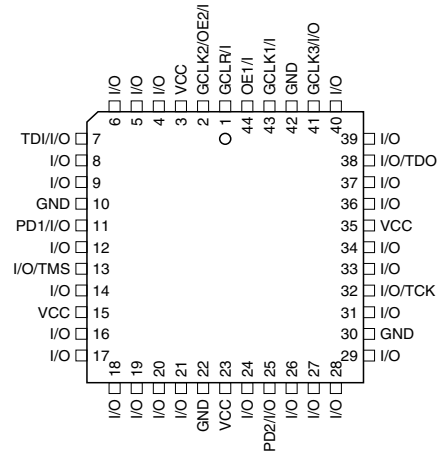 I/O
I/O
I/O
VCC
GCLK2/OE2/I
GCLR/I
OE1/I
GCLK1/I
GND
GCLK3/I/O
I/O
6
5
4
3
2
1
44
43
42
41
40
TDI/I/O 7
I/O 8
I/O 9
GND 10
PD1/I/O 11
I/O 12
I/O/TMS 13
I/O 14
VCC 15
I/O 16
I/O 17
39 I/O
38 I/O/TDO
37 I/O
36 I/O
35 VCC
34 I/O
33 I/O
32 I/O/TCK
31 I/O
30 GND
29 I/O
18
19
20
21
22
23
24
25
26
27
28
I/O
I/O
I/O
I/O
GND
VCC
I/O
PD2/I/O
I/O
I/O
I/O